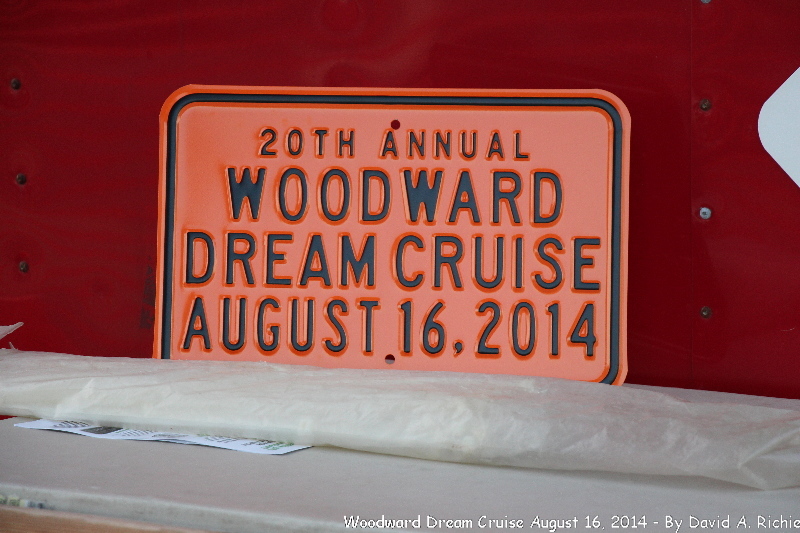 20TH ANNUAL
WOODWARD
DREAM CRUISE
AUGUST 16, 2014
Woodward Dream Cruise August 16, 2014 - By David A. Richie